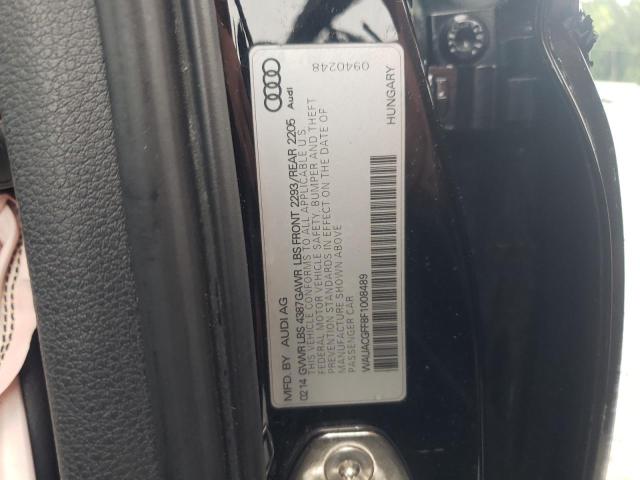 MFD. BY AUDI AG
Audi
0940248
02 14 GVWR LBS 4387 GAWR LBS FRONT 2293/REAR 2205
THIS VEHICLE CONFORMS TO ALL APPLICABLE U.S.
FEDERAL MOTOR VEHICLE SAFETY, BUMPER AND THEFT
PREVENTION STANDARDS IN EFFECT ON THE DATE OF
MANUFACTURE SHOWN ABOVE
PASSENGER CAR
WAUACGFF8F1008489
HUNGARY